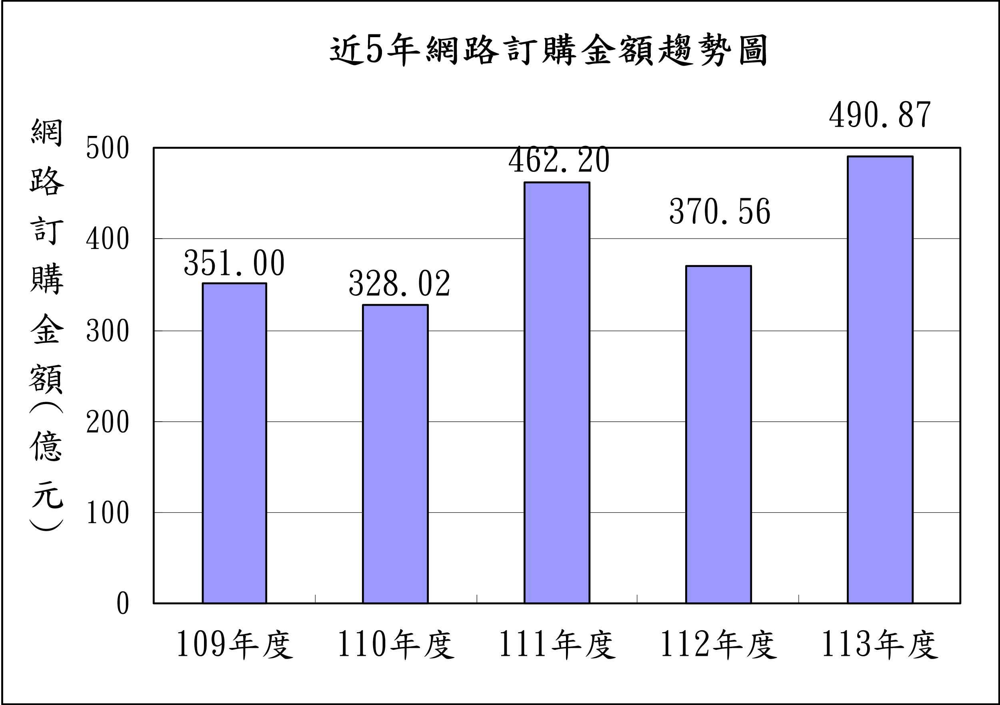 近5年網路訂購金額趨勢圖
網路訂購金額(億元)
500
400
300
200
100
0
351.00
328.02
462.20
370.56
490.87
109年度
110年度
111年度
112年度
113年度